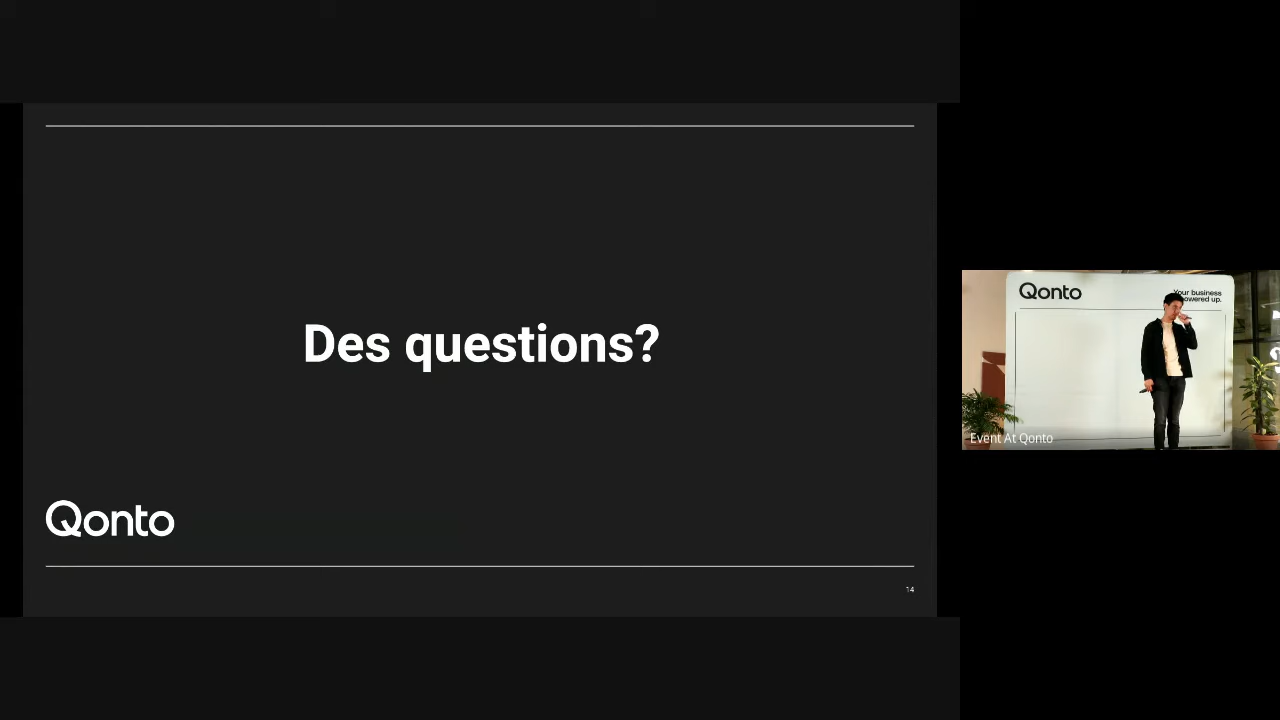 Des questions?
Qonto
14
Qonto
Your business
powered up.
Event At Qonto